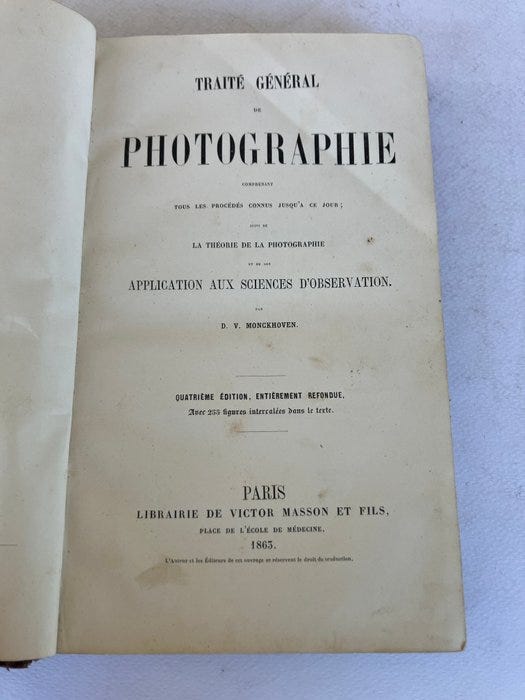 TRAITÉ GÉNÉRAL
DE
PHOTOGRAPHIE
COMPRENANT
TOUS LES PROCÉDÉS CONNUS JUSQU'A CE JOUR;
SUIVI DE
LA THÉORIE DE LA PHOTOGRAPHIE
ET DE SON
APPLICATION AUX SCIENCES D'OBSERVATION.
PAR
D. V. MONCKHOVEN.
QUATRIÈME ÉDITION, ENTIÈREMENT REFONDUE,
Avec 253 figures intercalées dans le texte.
PARIS
LIBRAIRIE DE VICTOR MASSON ET FILS,
PLACE DE L'ÉCOLE DE MÉDECINE.
1863.
L'Auteur et les Éditeurs de cet ouvrage se réservent le droit de traduction.